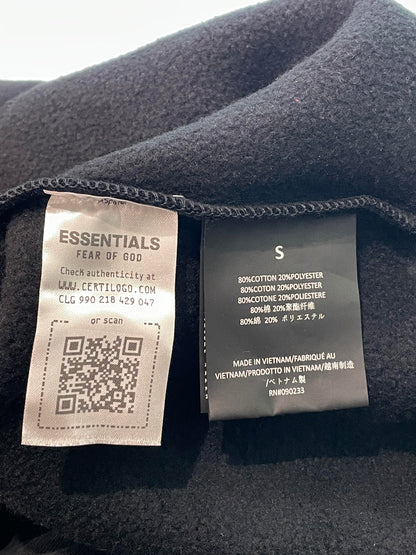 ESSENTIALS
FEAR OF GOD
Check authenticity at
WWW.CERTILOGO.COM
CLG 990 218 429 047
or scan
S
80%COTTON 20%POLYESTER
80%COTON 20%POLYESTER
80%COTONE 20%POLIESTERE
80%棉 20%聚酯纤维
80%綿 20% ポリエステル
MADE IN VIETNAM/FABRIQUÉ AU
VIETNAM/PRODOTTO IN VIETNAM/越南制造
/ベトナム製
RN#090233